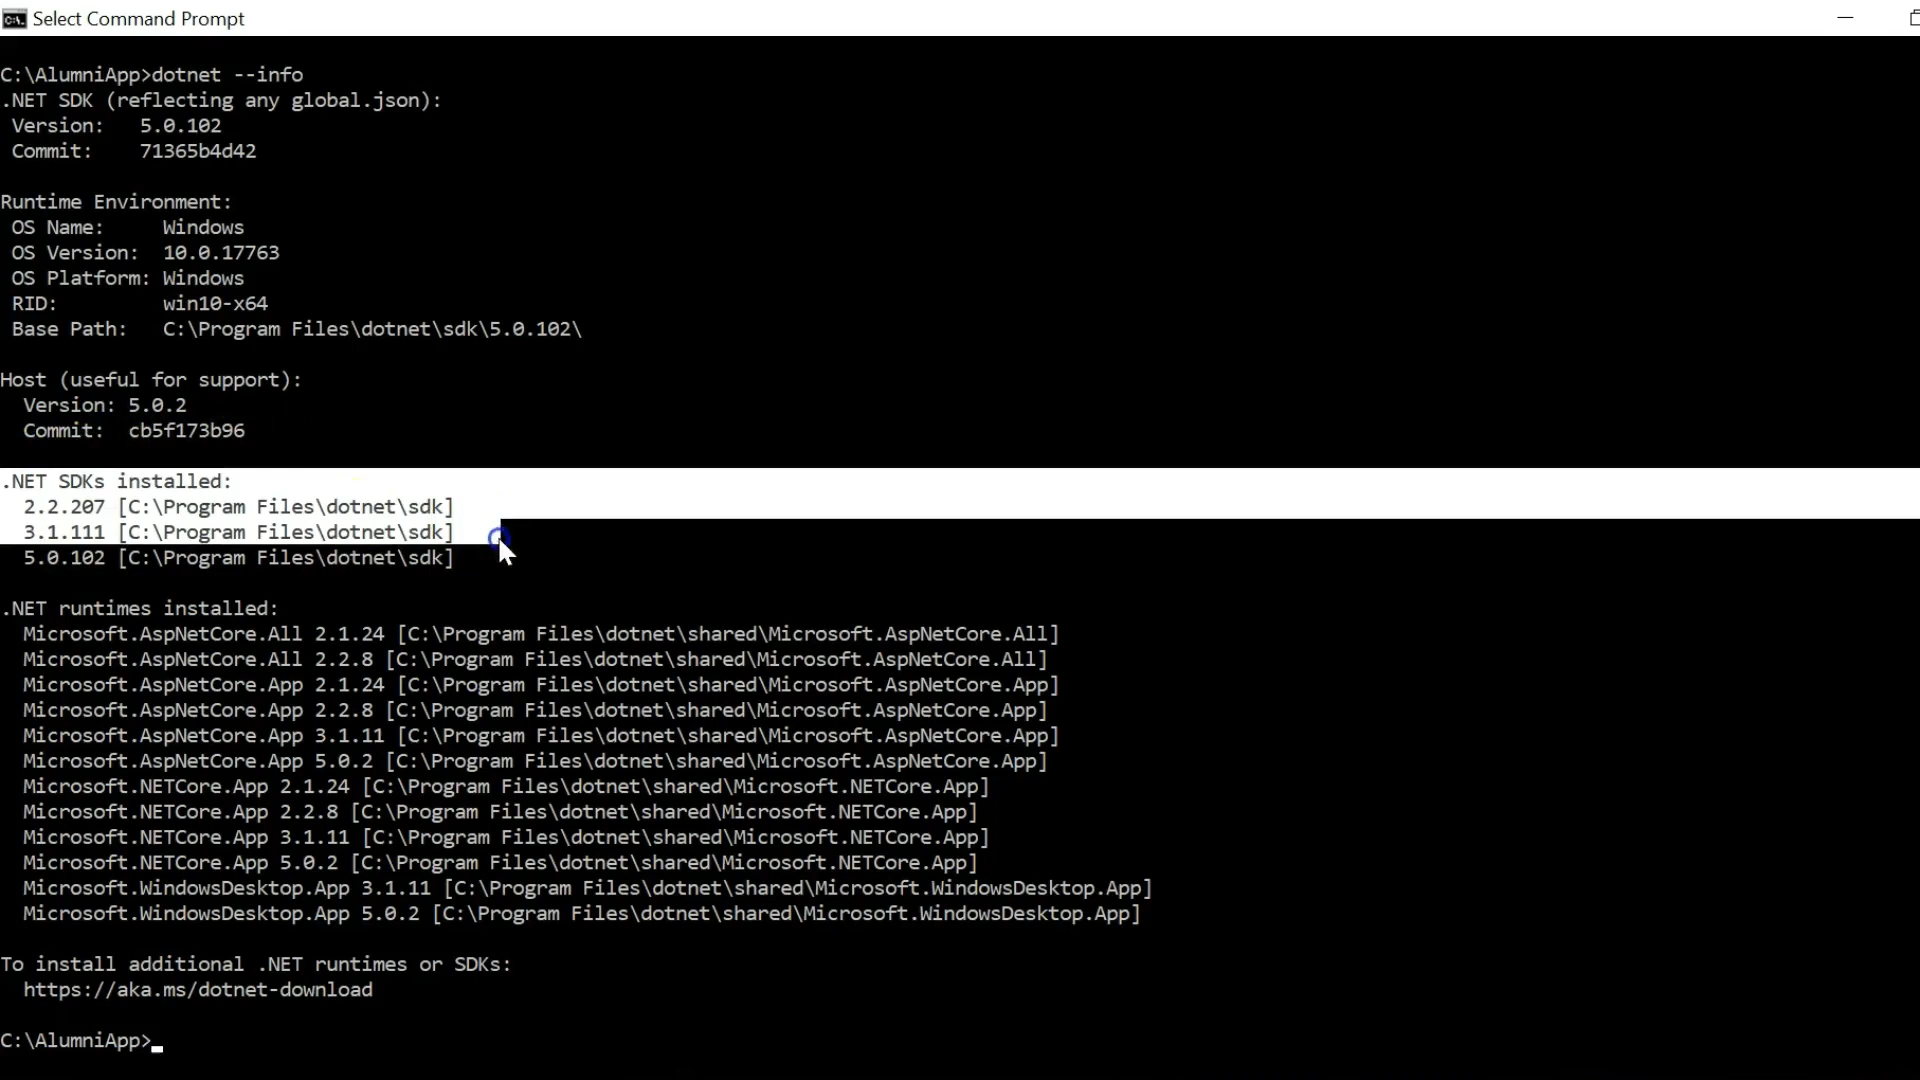 Select Command Prompt
C:\AlumniApp>dotnet --info
.NET SDK (reflecting any global.json):
Version: 5.0.102
Commit: 71365b4d42
Runtime Environment:
OS Name: Windows
OS Version: 10.0.17763
OS Platform: Windows
RID: win10-x64
Base Path: C:\Program Files\dotnet\sdk\5.0.102\
Host (useful for support):
Version: 5.0.2
Commit: cb5f173b96
.NET SDKs installed:
2.2.207 [C:\Program Files\dotnet\sdk]
3.1.111 [C:\Program Files\dotnet\sdk]
5.0.102 [C:\Program Files\dotnet\sdk]
.NET runtimes installed:
Microsoft.AspNetCore.All 2.1.24 [C:\Program Files\dotnet\shared\Microsoft.AspNetCore.All]
Microsoft.AspNetCore.All 2.2.8 [C:\Program Files\dotnet\shared\Microsoft.AspNetCore.All]
Microsoft.AspNetCore.App 2.1.24 [C:\Program Files\dotnet\shared\Microsoft.AspNetCore.App]
Microsoft.AspNetCore.App 2.2.8 [C:\Program Files\dotnet\shared\Microsoft.AspNetCore.App]
Microsoft.AspNetCore.App 3.1.11 [C:\Program Files\dotnet\shared\Microsoft.AspNetCore.App]
Microsoft.AspNetCore.App 5.0.2 [C:\Program Files\dotnet\shared\Microsoft.AspNetCore.App]
Microsoft.NETCore.App 2.1.24 [C:\Program Files\dotnet\shared\Microsoft.NETCore.App]
Microsoft.NETCore.App 2.2.8 [C:\Program Files\dotnet\shared\Microsoft.NETCore.App]
Microsoft.NETCore.App 3.1.11 [C:\Program Files\dotnet\shared\Microsoft.NETCore.App]
Microsoft.NETCore.App 5.0.2 [C:\Program Files\dotnet\shared\Microsoft.NETCore.App]
Microsoft.WindowsDesktop.App 3.1.11 [C:\Program Files\dotnet\shared\Microsoft.WindowsDesktop.App]
Microsoft.WindowsDesktop.App 5.0.2 [C:\Program Files\dotnet\shared\Microsoft.WindowsDesktop.App]
To install additional .NET runtimes or SDKs:
https://aka.ms/dotnet-download
C:\AlumniApp>